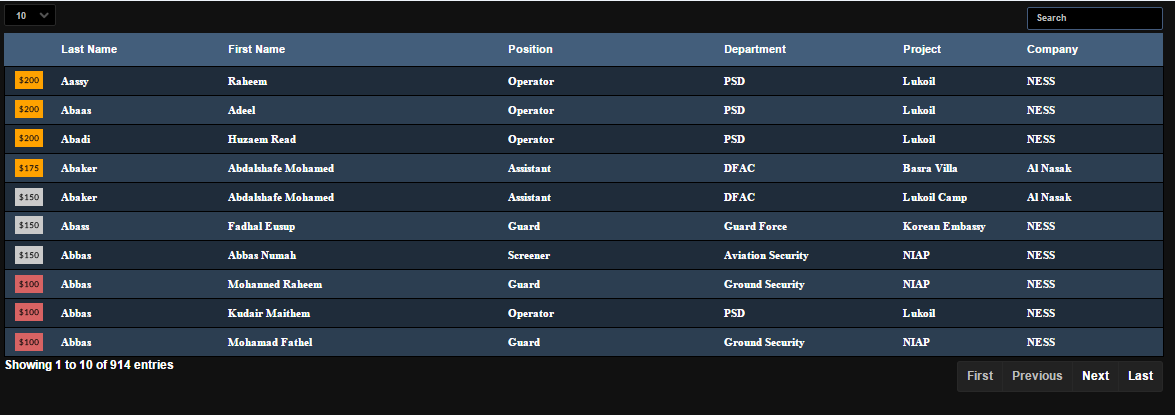 10 Search
Last Name First Name Position Department Project Company
$200 Aassy Raheem Operator PSD Lukoil NESS
$200 Abaas Adeel Operator PSD Lukoil NESS
$200 Abadi Huzaem Read Operator PSD Lukoil NESS
$175 Abaker Abdalshafe Mohamed Assistant DFAC Basra Villa Al Nasak
$150 Abaker Abdalshafe Mohamed Assistant DFAC Lukoil Camp Al Nasak
$150 Abass Fadhal Eusup Guard Guard Force Korean Embassy NESS
$150 Abbas Abbas Numah Screener Aviation Security NIAP NESS
$100 Abbas Mohanned Raheem Guard Ground Security NIAP NESS
$100 Abbas Kudair Maithem Operator PSD Lukoil NESS
$100 Abbas Mohamad Fathel Guard Ground Security NIAP NESS
Showing 1 to 10 of 914 entries
First Previous Next Last